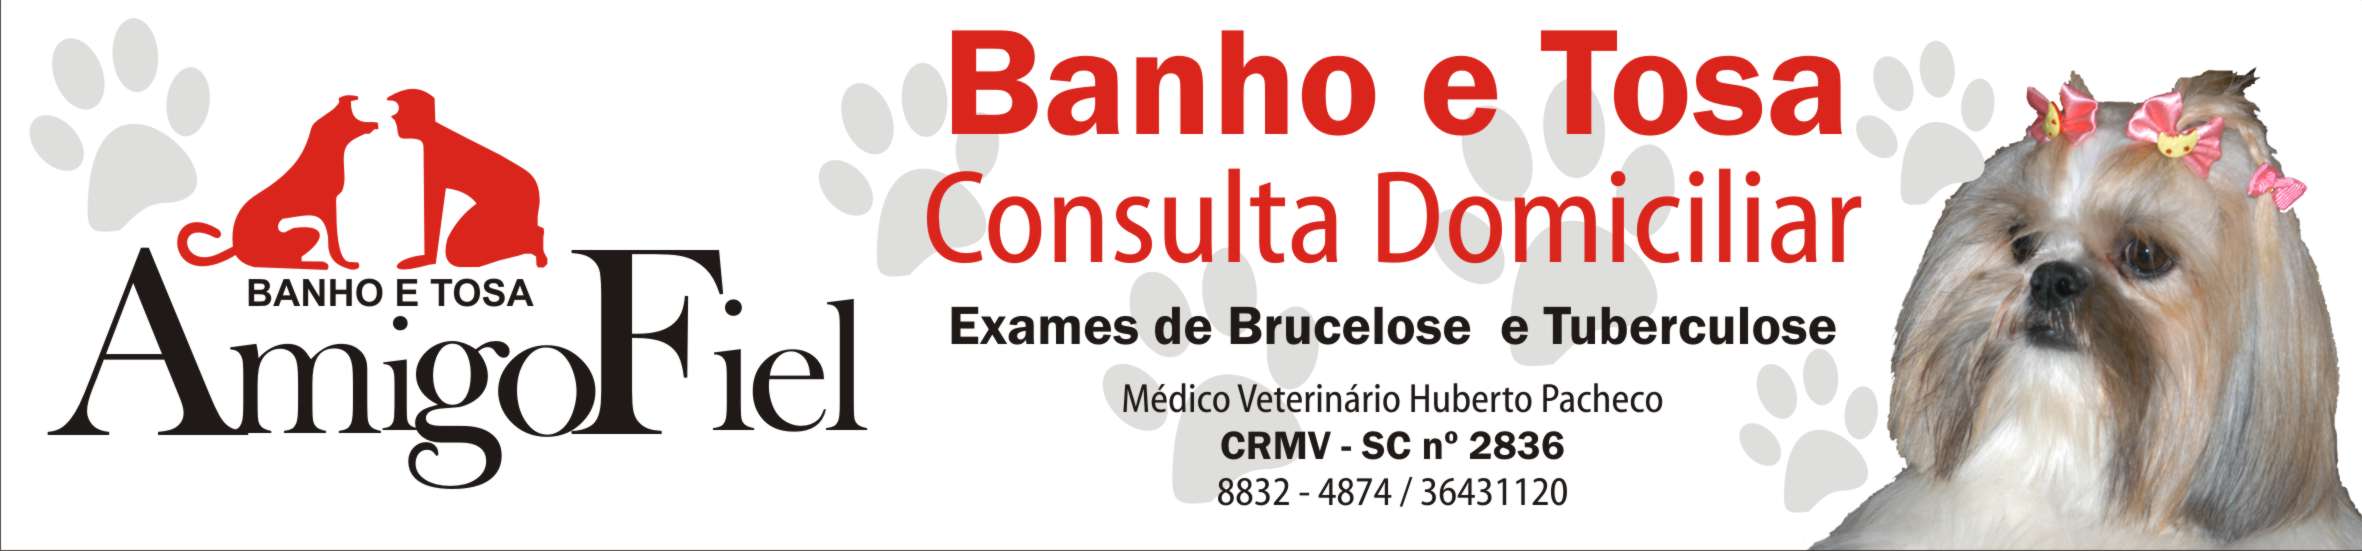 BANHO E TOSA
AmigoFiel
Banho e Tosa
Consulta Domiciliar
Exames de Brucelose e Tuberculose
Médico Veterinário Huberto Pacheco
CRMV - SC nº 2836
8832 - 4874 / 36431120